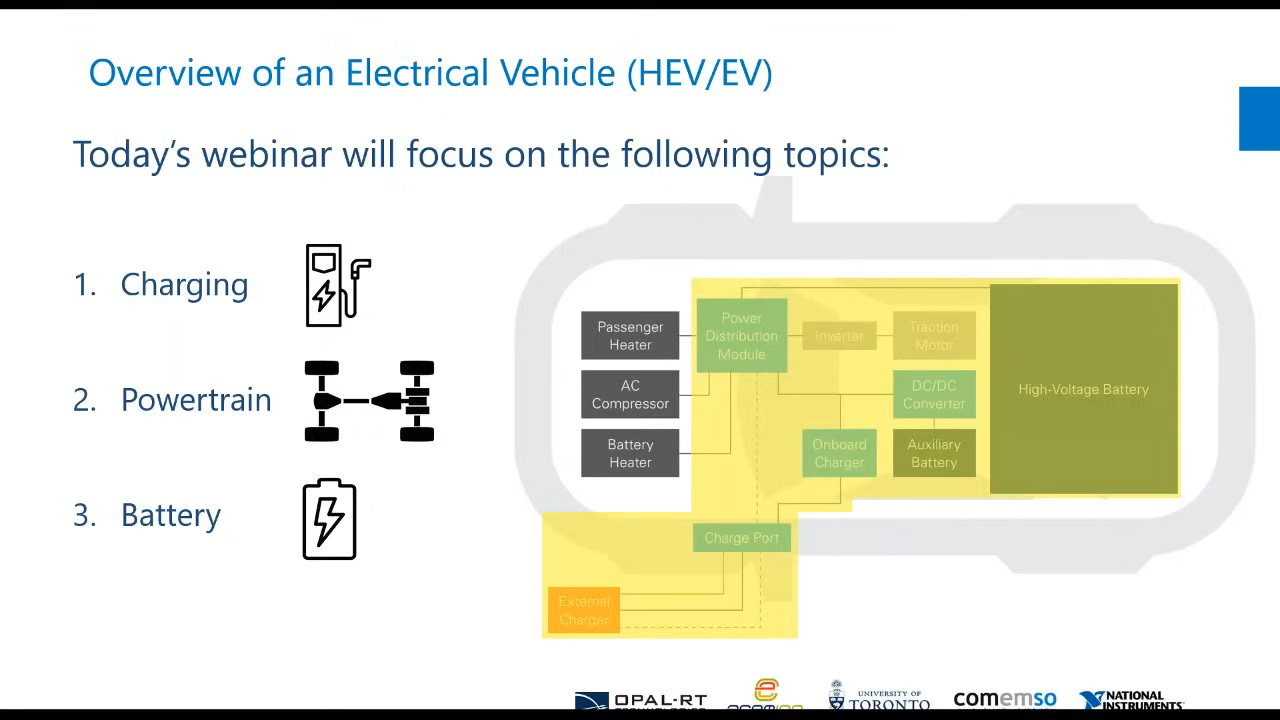 Overview of an Electrical Vehicle (HEV/EV)
Today's webinar will focus on the following topics:
1. Charging
2. Powertrain
3. Battery
Passenger
Heater
AC
Compressor
Battery
Heater
Power
Distribution
Module
Inverter
Traction
Motor
DC/DC
Converter
Onboard
Charger
Auxiliary
Battery
High-Voltage Battery
Charge Port
External
Charger
OPAL-RT
UNIVERSITY OF
TORONTO
comemso
NATIONAL
INSTRUMENTS